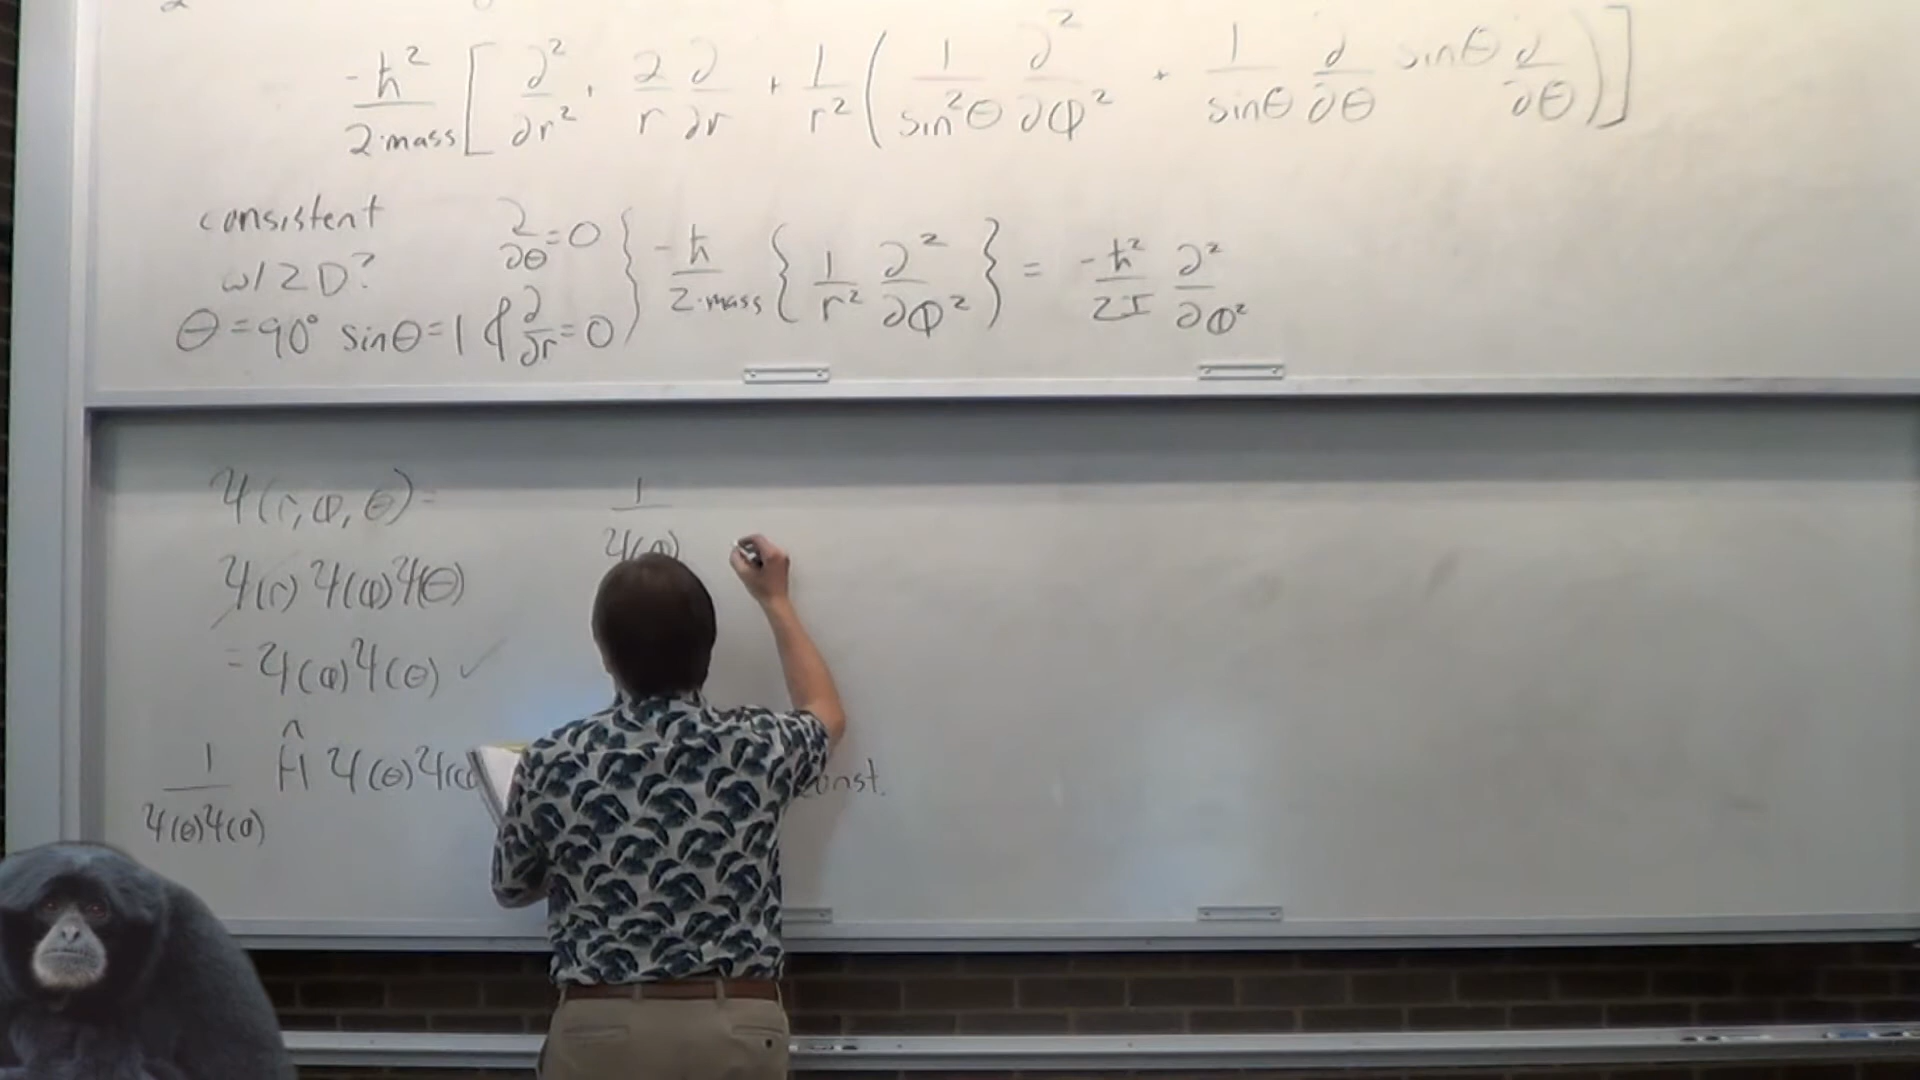 -ħ²/2·mass [ ∂²/∂r² + 2/r ∂/∂r + 1/r² ( 1/sin²θ ∂²/∂φ² + 1/sinθ ∂/∂θ sinθ ∂/∂θ ) ]
consistent
w/ 2D?
θ = 90° sinθ = 1 ∂/∂θ = 0 & ∂/∂r = 0 } -ħ/2·mass { 1/r² ∂²/∂φ² } = -ħ²/2I ∂²/∂φ²
Ψ(r,φ,θ) =
Ψ(r)Ψ(φ)Ψ(θ)
= Ψ(φ)Ψ(θ) ✓
1/Ψ(θ)Ψ(φ) Ĥ Ψ(θ)Ψ(φ const.
1/Ψ(φ)